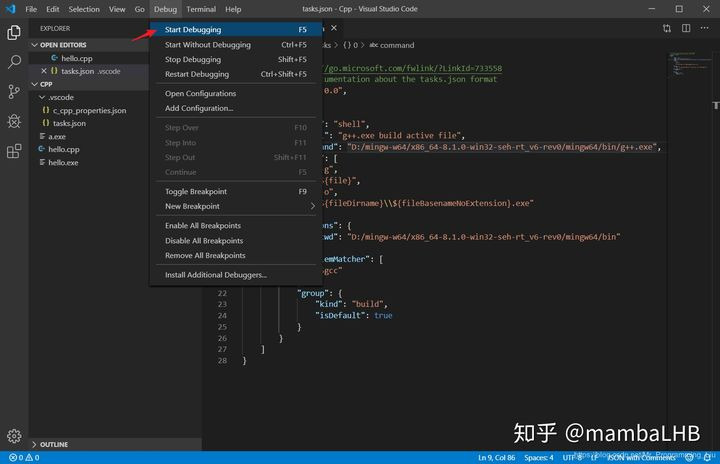 File Edit Selection View Go Debug Terminal Help
tasks.json - Cpp - Visual Studio Code
EXPLORER
OPEN EDITORS
hello.cpp
tasks.json .vscode
CPP
.vscode
c_cpp_properties.json
tasks.json
a.exe
hello.cpp
hello.exe
OUTLINE
Start Debugging F5
Start Without Debugging Ctrl+F5
Stop Debugging Shift+F5
Restart Debugging Ctrl+Shift+F5
Open Configurations
Add Configuration...
Step Over F10
Step Into F11
Step Out Shift+F11
Continue F5
Toggle Breakpoint F9
New Breakpoint
Enable All Breakpoints
Disable All Breakpoints
Remove All Breakpoints
Install Additional Debuggers...
{ } 0 > abc command
//go.microsoft.com/fwlink/?LinkId=733558
umentation about the tasks.json format
.0",
"shell",
"g++.exe build active file",
"D:/mingw-w64/x86_64-8.1.0-win32-seh-rt_v6-rev0/mingw64/bin/g++.exe",
[
{file}",
{fileDirname}\\${fileBasenameNoExtension}.exe"
ons": {
wd": "D:/mingw-w64/x86_64-8.1.0-win32-seh-rt_v6-rev0/mingw64/bin"
lemMatcher": [
gcc"
22 "group": {
23 "kind": "build",
24 "isDefault": true
25 }
26 }
27 ]
28 }
知乎 @mambaLHB
0 0
Ln 9, Col 86 Spaces: 4 UTF-8 LF JSON with Comments